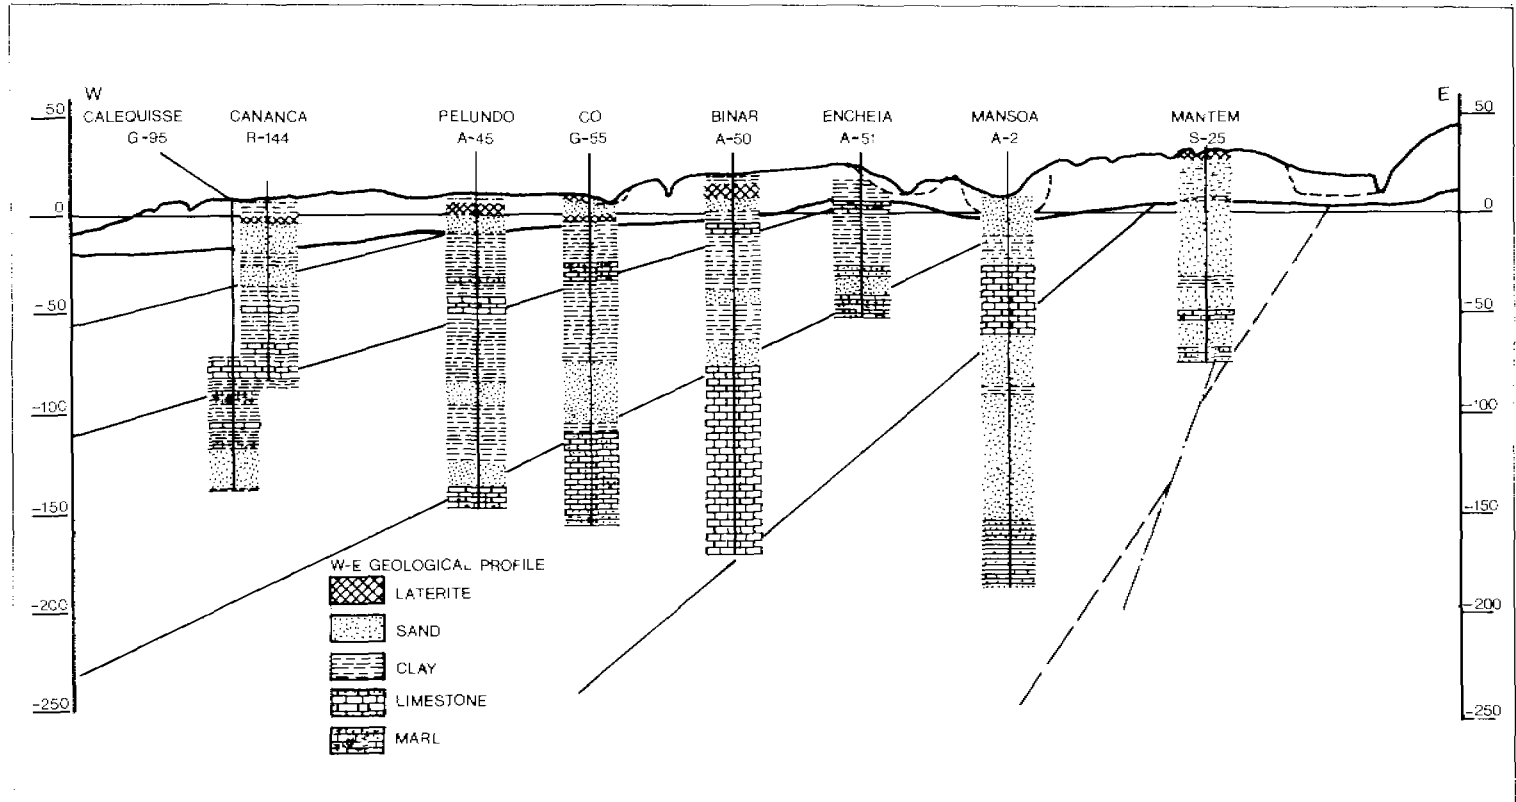 W
E
CALEQUISSE
G-95
CANANCA
R-144
PELUNDO
A-45
CO
G-55
BINAR
A-50
ENCHEIA
A-51
MANSOA
A-2
MANTEM
S-25
50
0
-50
-100
-150
-200
-250
50
0
-50
-100
-150
-200
-250
W-E GEOLOGICAL PROFILE
LATERITE
SAND
CLAY
LIMESTONE
MARL